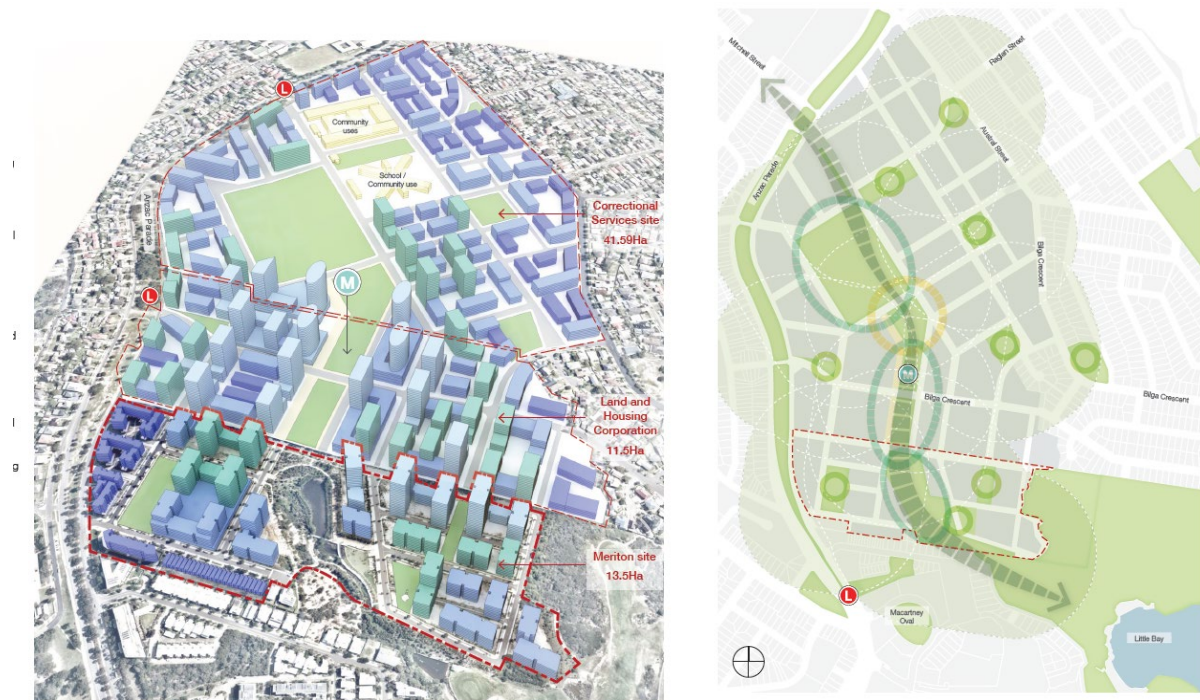 L
Community
uses
School /
Community use
Anzac Parade
Correctional
Services site
41.59Ha
M
L
Land and
Housing
Corporation
11.5Ha
Meriton site
13.5Ha
l
l
d
l
g
Mitchell Street
Raglan Street
Anzac Parade
Austral Street
Bilga Crescent
M
Bilga Crescent
Bilga Crescent
L
Macartney
Oval
Little Bay